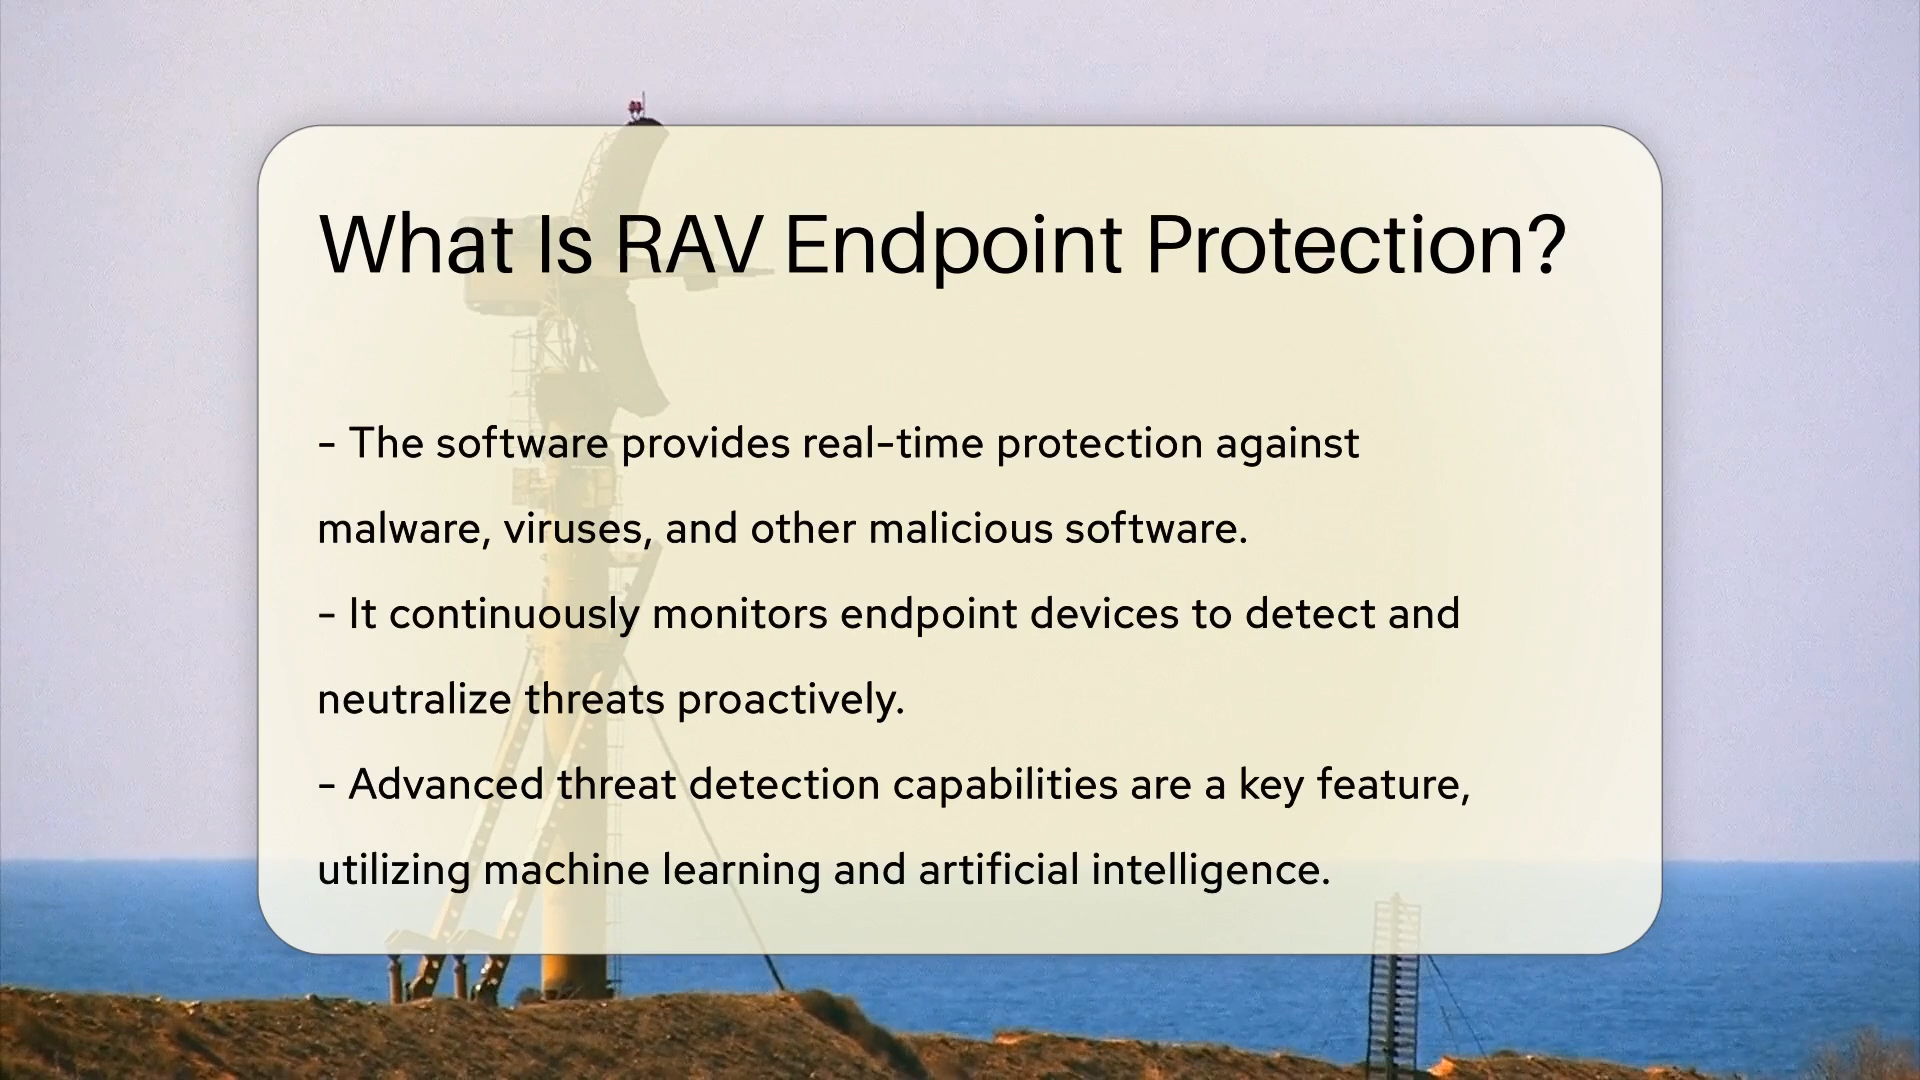 What Is RAV Endpoint Protection?
- The software provides real-time protection against
malware, viruses, and other malicious software.
- It continuously monitors endpoint devices to detect and
neutralize threats proactively.
- Advanced threat detection capabilities are a key feature,
utilizing machine learning and artificial intelligence.